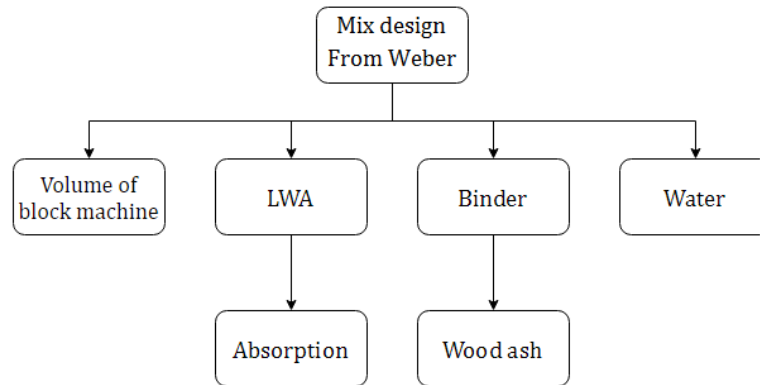 Mix design
From Weber
Volume of
block machine
LWA
Binder
Water
Absorption
Wood ash